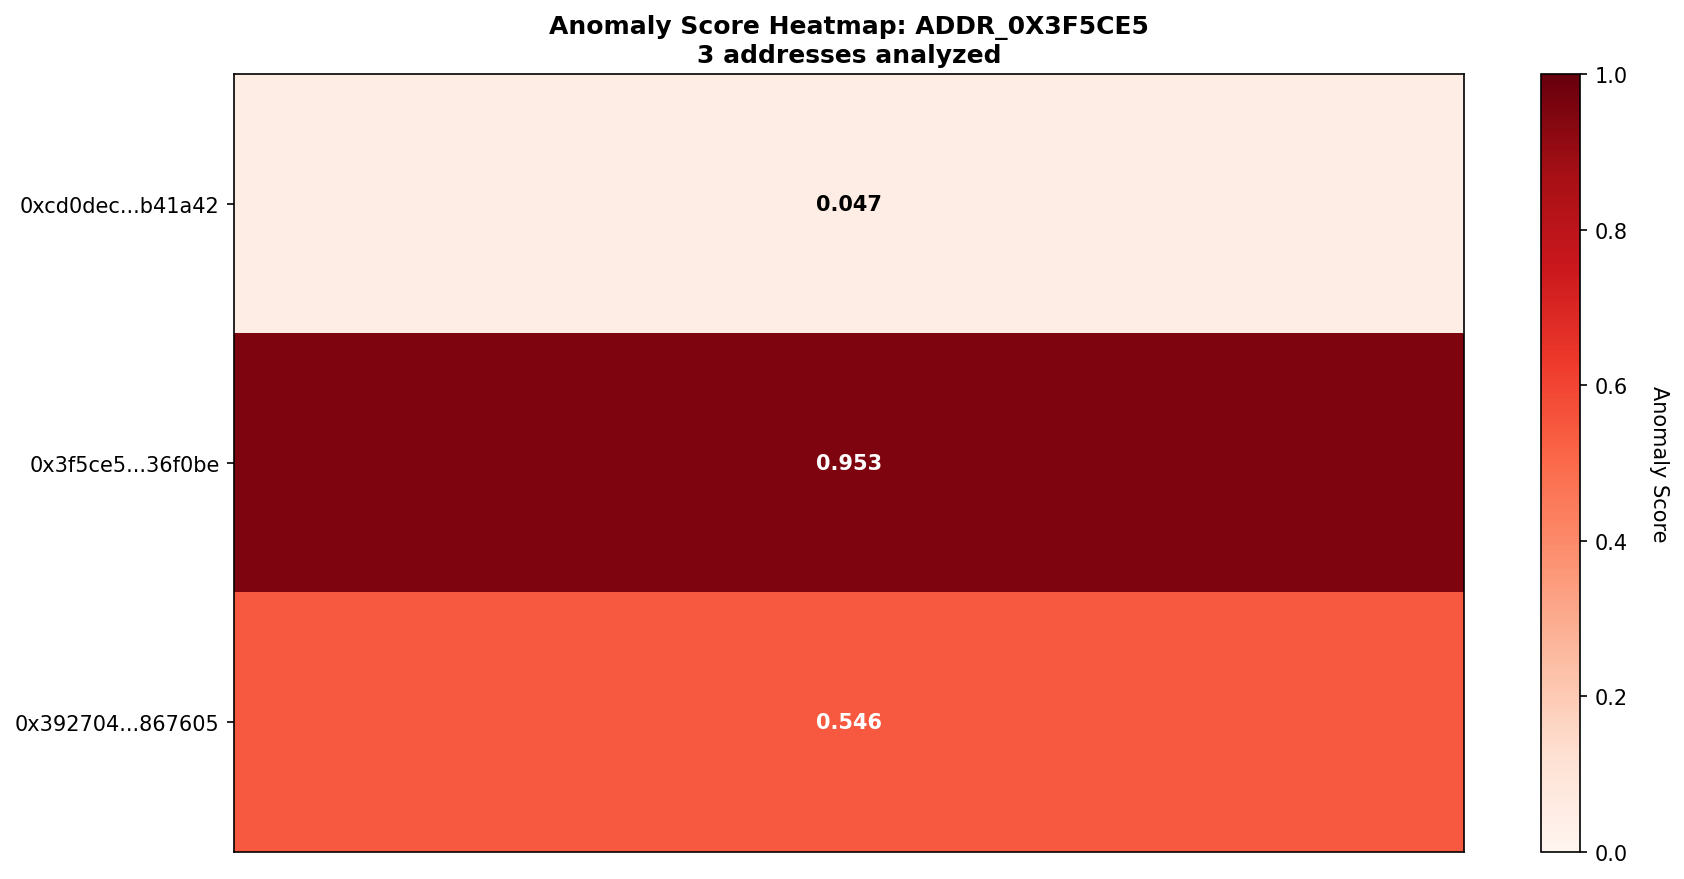 Anomaly Score Heatmap: ADDR_0X3F5CE5
3 addresses analyzed
0xcd0dec...b41a42
0.047
0x3f5ce5...36f0be
0.953
0x392704...867605
0.546
1.0
0.8
0.6
0.4
0.2
0.0
Anomaly Score